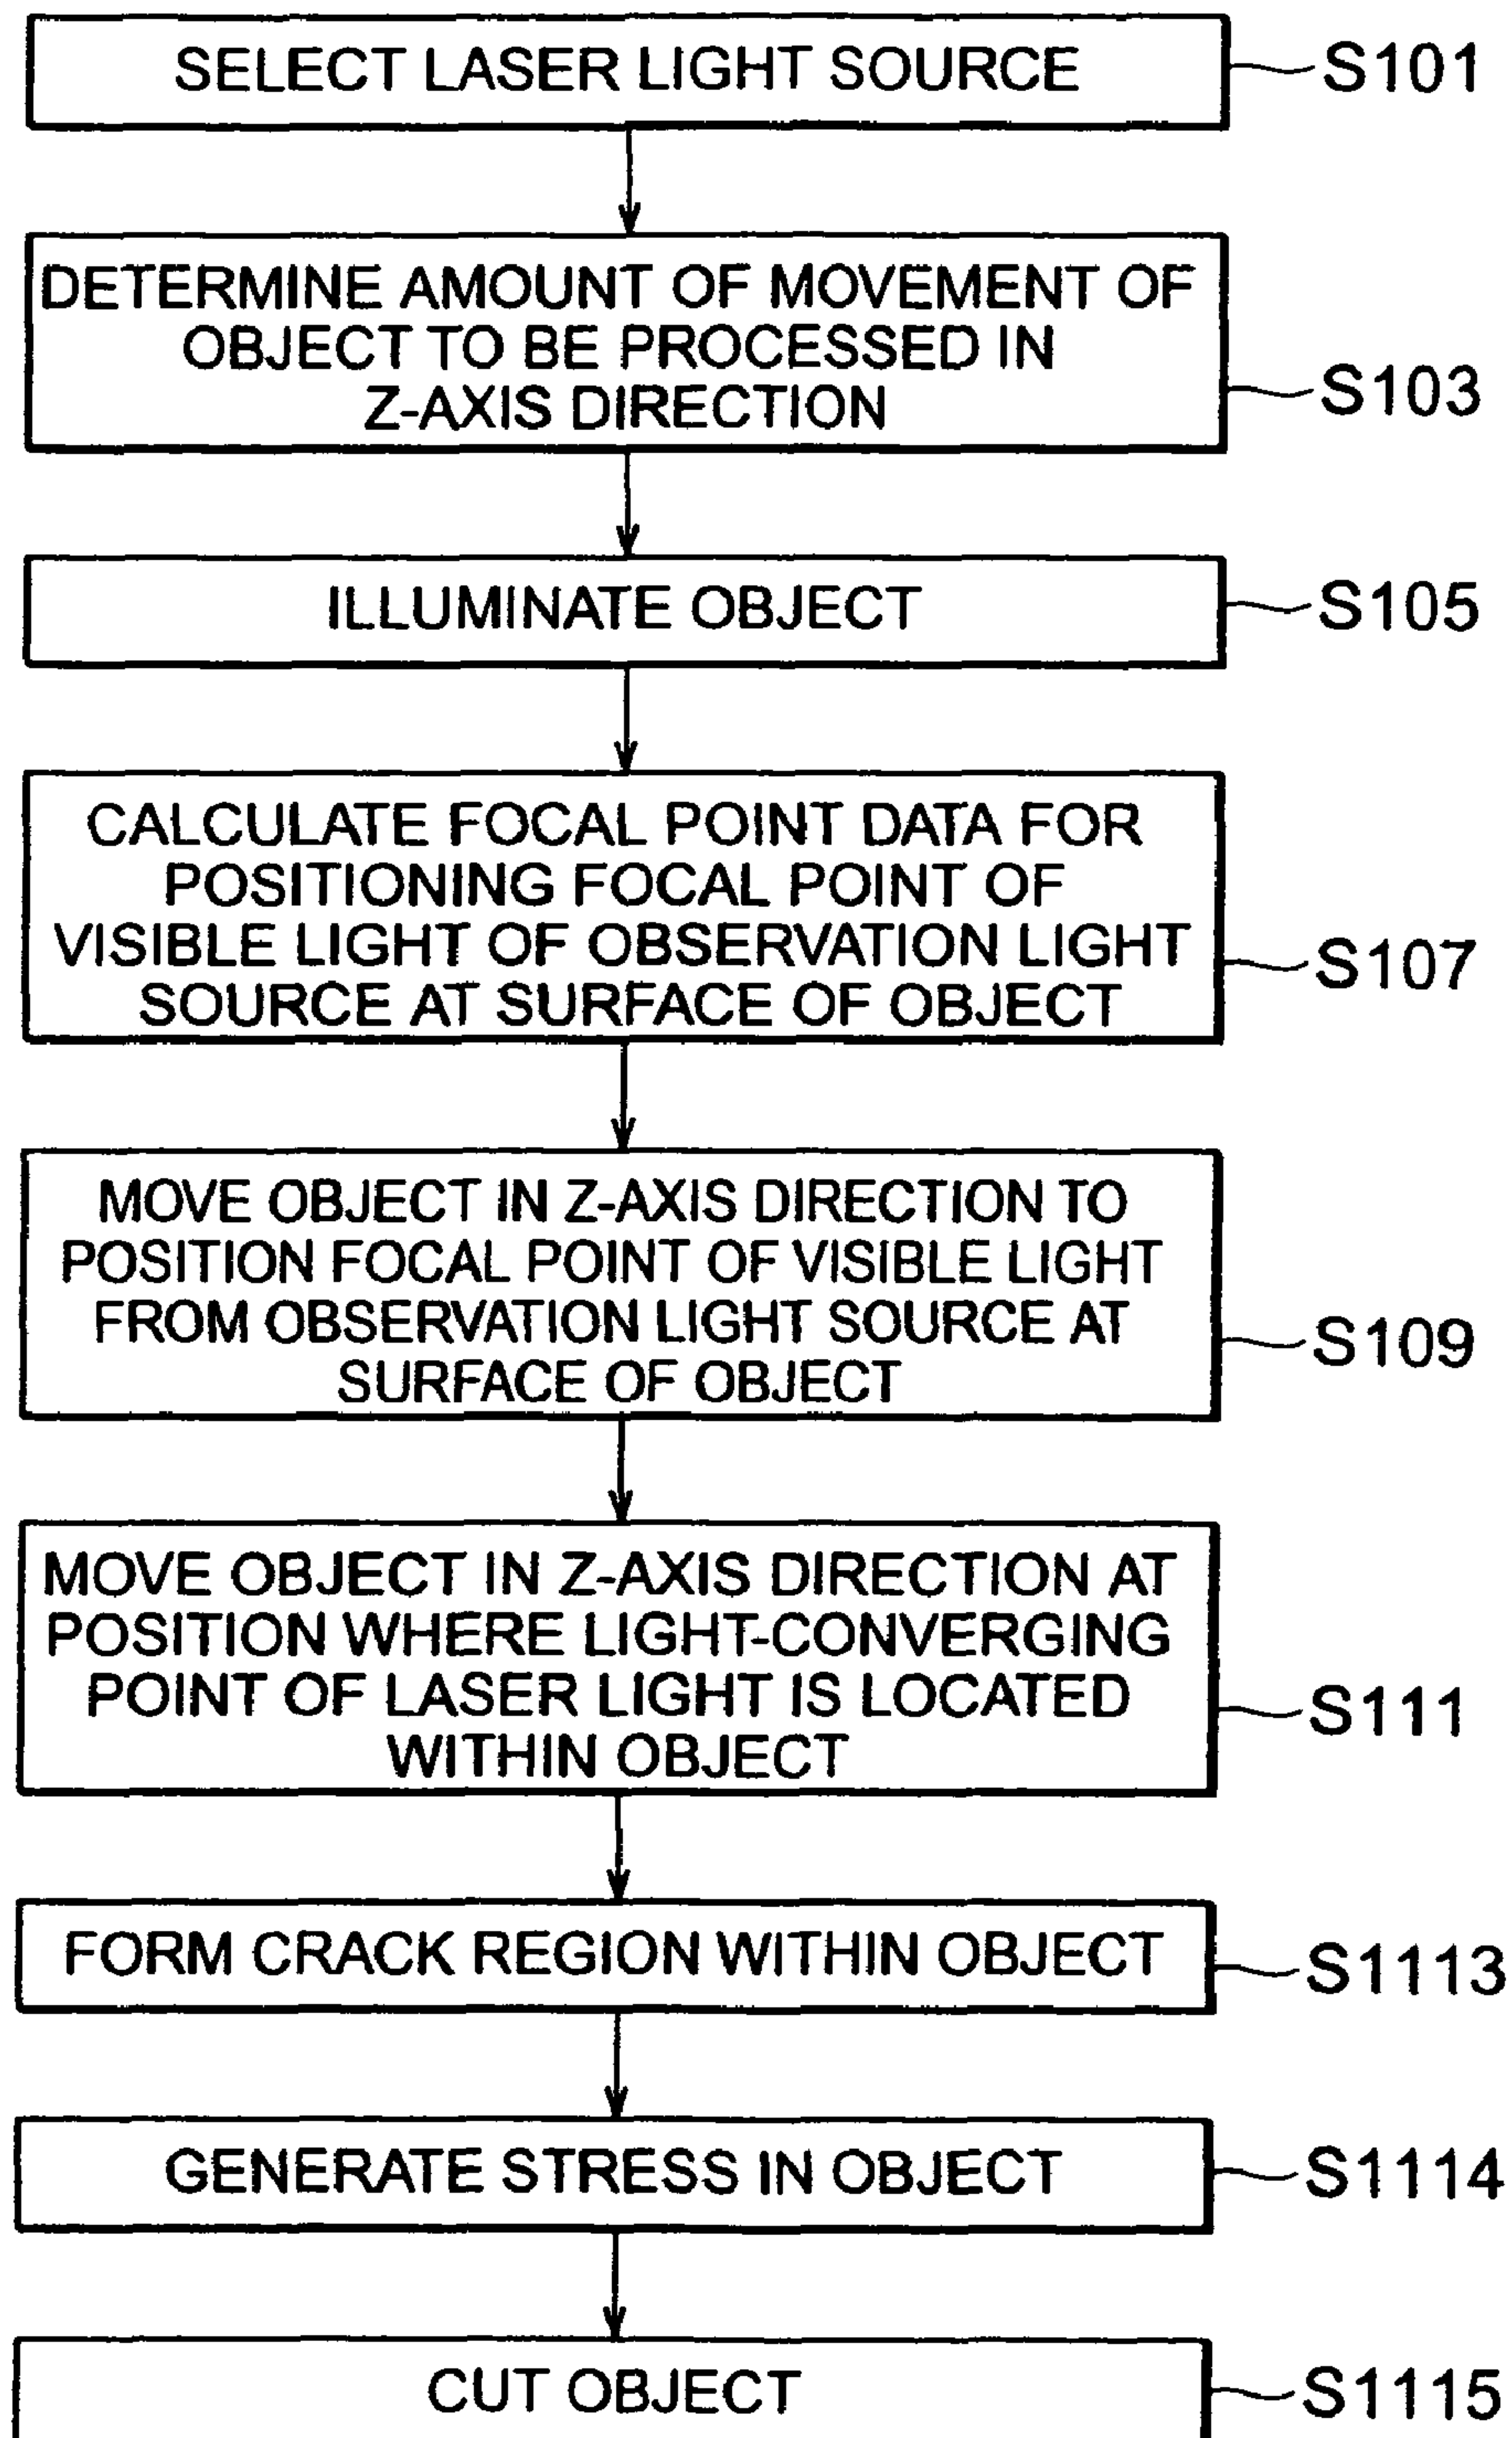 SELECT LASER LIGHT SOURCE
S101
DETERMINE AMOUNT OF MOVEMENT OF
OBJECT TO BE PROCESSED IN
Z-AXIS DIRECTION
S103
ILLUMINATE OBJECT
S105
CALCULATE FOCAL POINT DATA FOR
POSITIONING FOCAL POINT OF
VISIBLE LIGHT OF OBSERVATION LIGHT
SOURCE AT SURFACE OF OBJECT
S107
MOVE OBJECT IN Z-AXIS DIRECTION TO
POSITION FOCAL POINT OF VISIBLE LIGHT
FROM OBSERVATION LIGHT SOURCE AT
SURFACE OF OBJECT
S109
MOVE OBJECT IN Z-AXIS DIRECTION AT
POSITION WHERE LIGHT-CONVERGING
POINT OF LASER LIGHT IS LOCATED
WITHIN OBJECT
S111
FORM CRACK REGION WITHIN OBJECT
S1113
GENERATE STRESS IN OBJECT
S1114
CUT OBJECT
S1115